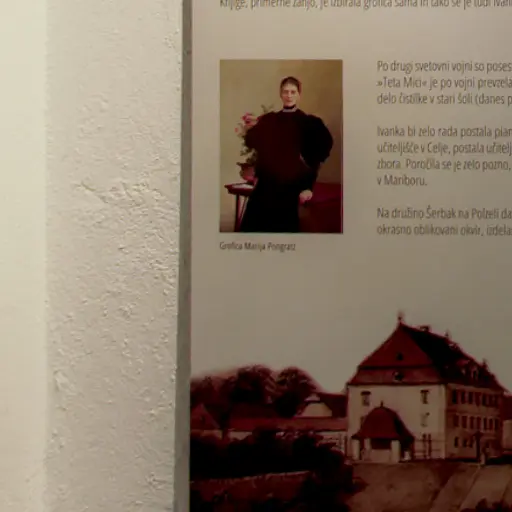 Knjige, primerne zanjo, je izbirala grofica sama in tako se je tudi Ivan
Po drugi svetovni vojni so poses
»Teta Mici« je po vojni prevzela
delo čistilke v stari šoli (danes p
Ivanka bi zelo rada postala pian
učiteljišče v Celje, postala učitelj
zbora. Poročila se je zelo pozno,
v Mariboru.
Na družino Šerbak na Polzeli da
okrasno oblikovani okvir, izdela
Grofica Marija Pongratz